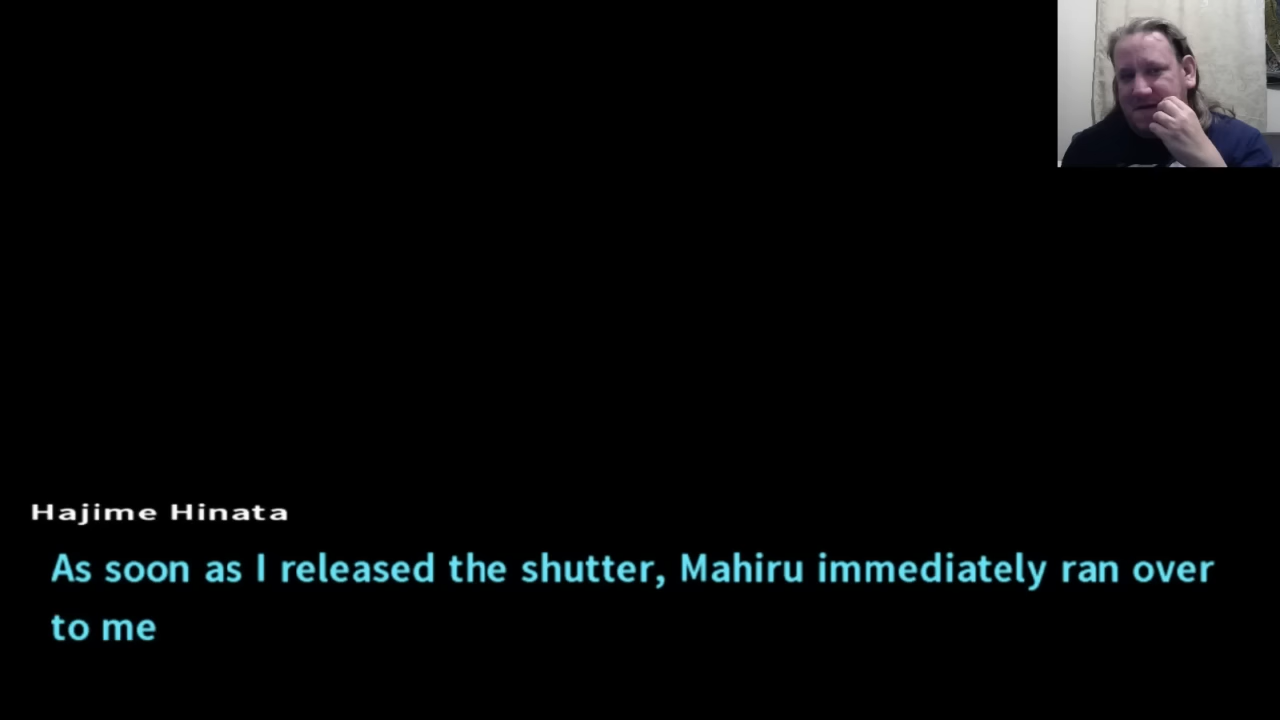 Hajime Hinata
As soon as I released the shutter, Mahiru immediately ran over
to me